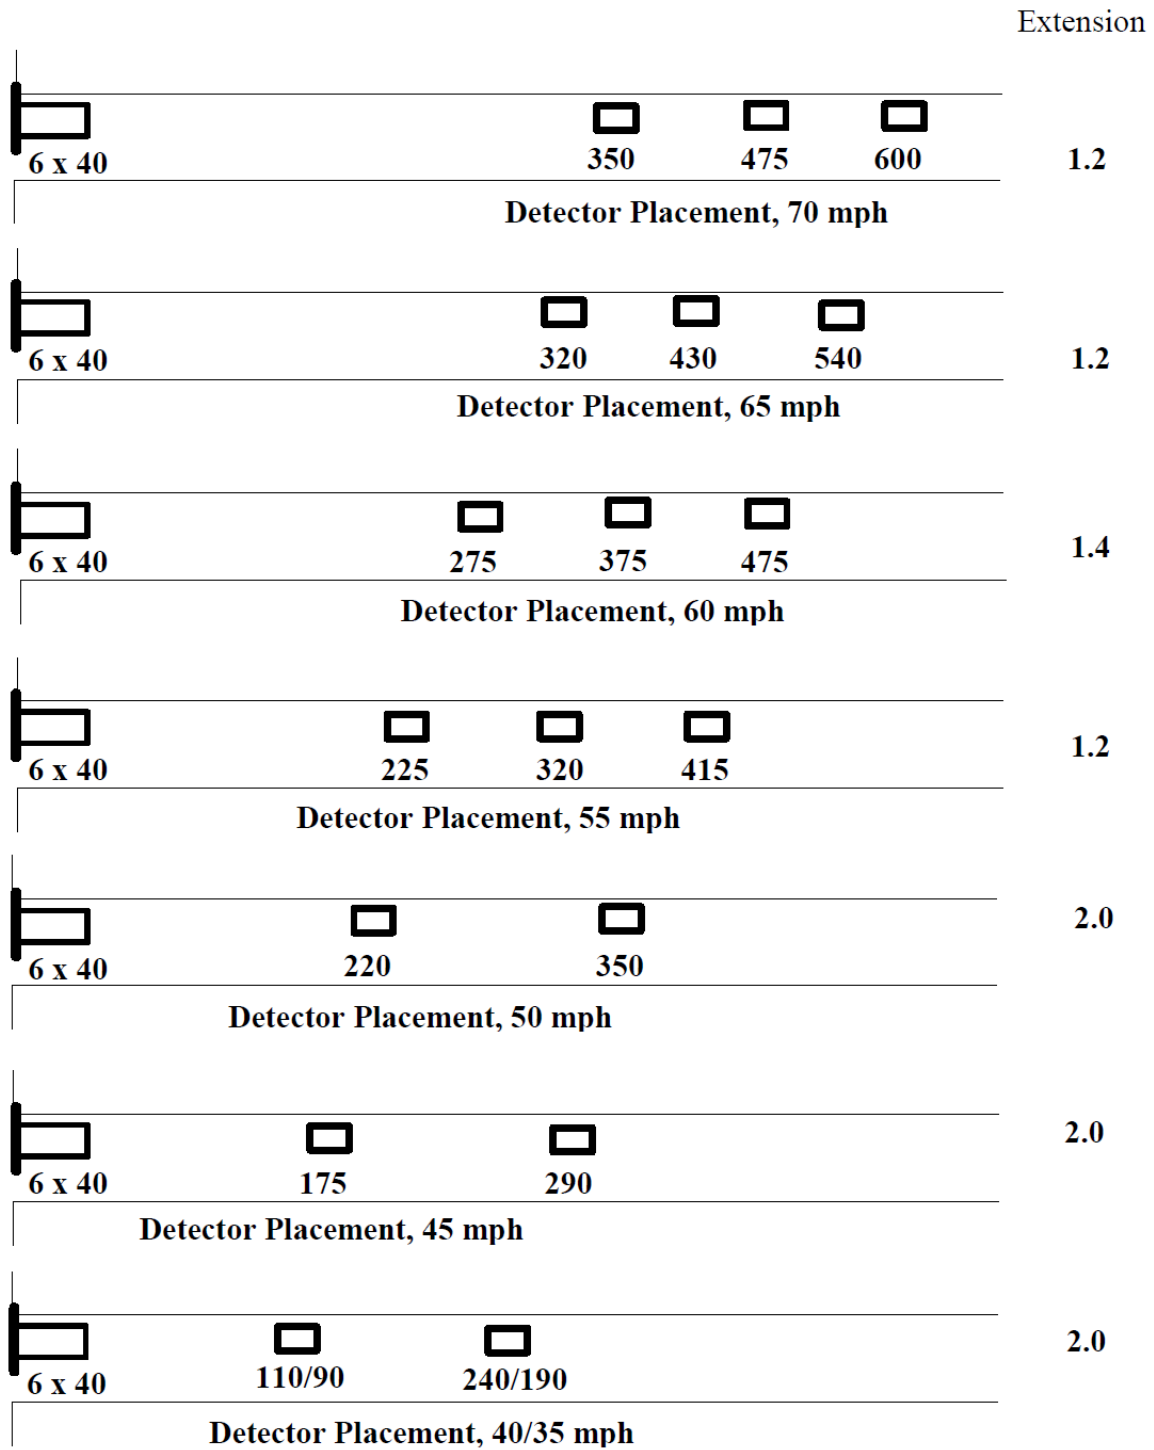 Extension
6 x 40 350 475 600 1.2
Detector Placement, 70 mph
6 x 40 320 430 540 1.2
Detector Placement, 65 mph
6 x 40 275 375 475 1.4
Detector Placement, 60 mph
6 x 40 225 320 415 1.2
Detector Placement, 55 mph
6 x 40 220 350 2.0
Detector Placement, 50 mph
6 x 40 175 290 2.0
Detector Placement, 45 mph
6 x 40 110/90 240/190 2.0
Detector Placement, 40/35 mph